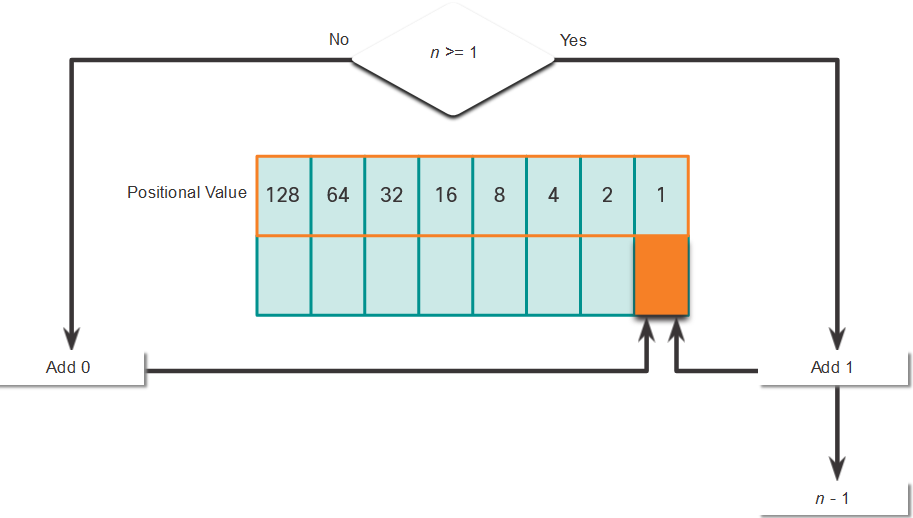 No
n >= 1
Yes
Positional Value 128 64 32 16 8 4 2 1
Add 0
Add 1
n - 1